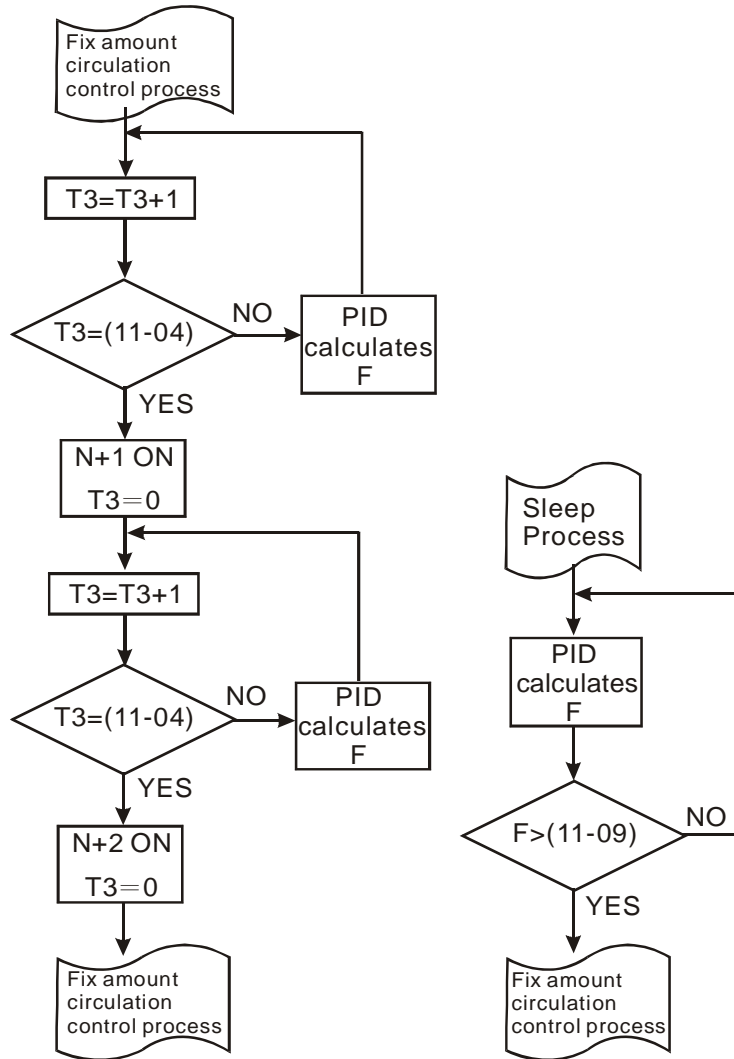 Fix amount
circulation
control process
T3=T3+1
T3=(11-04)
NO
PID
calculates
F
YES
N+1 ON
T3=0
T3=T3+1
T3=(11-04)
NO
PID
calculates
F
YES
N+2 ON
T3=0
Fix amount
circulation
control process
Sleep
Process
PID
calculates
F
F>(11-09)
NO
YES
Fix amount
circulation
control process